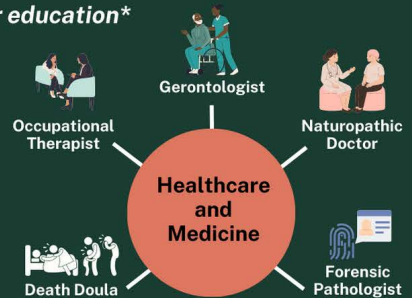 r education*
Gerontologist
Occupational
Therapist
Naturopathic
Doctor
Healthcare
and
Medicine
Death Doula
Forensic
Pathologist